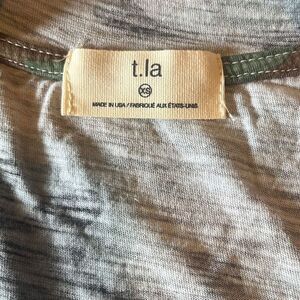 t.la
XS
MADE IN USA / FABRIQUÉ AUX ÉTATS-UNIS